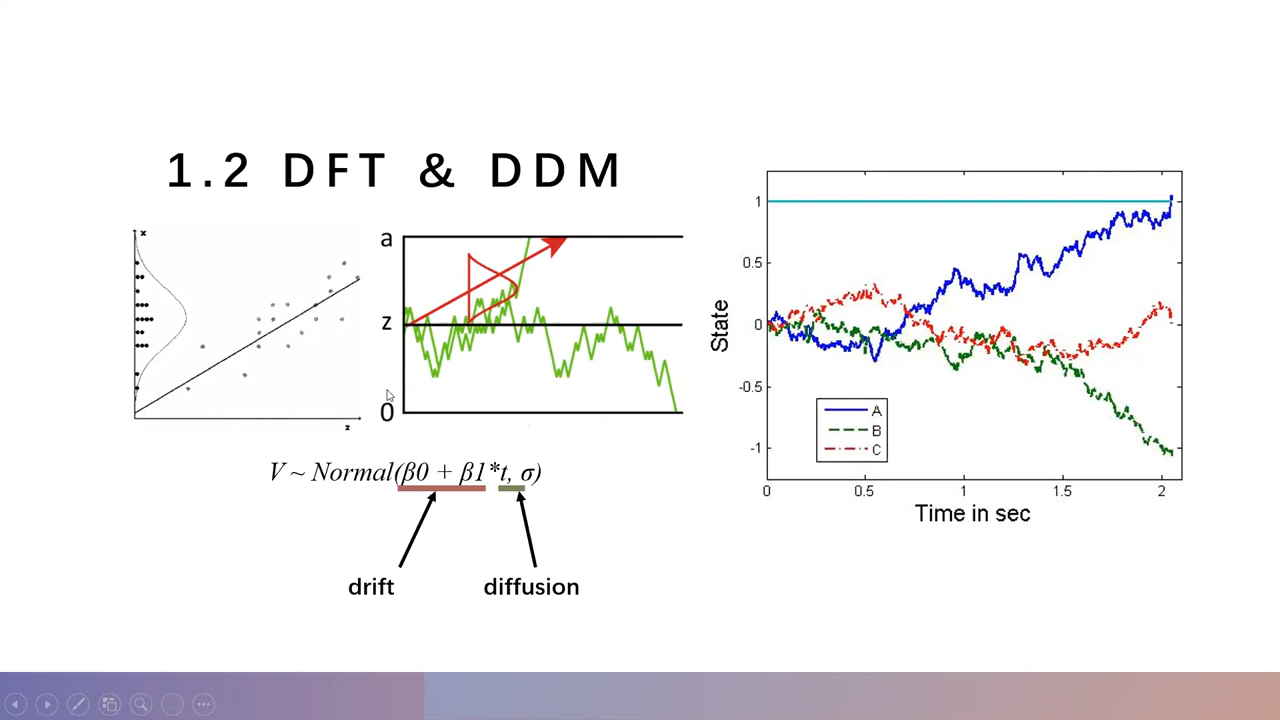 1.2 DFT & DDM
x
z
a
z
0
V ~ Normal(β0 + β1*t, σ)
drift
diffusion
State
1
0.5
0
-0.5
-1
A
B
C
0
0.5
1
1.5
2
Time in sec